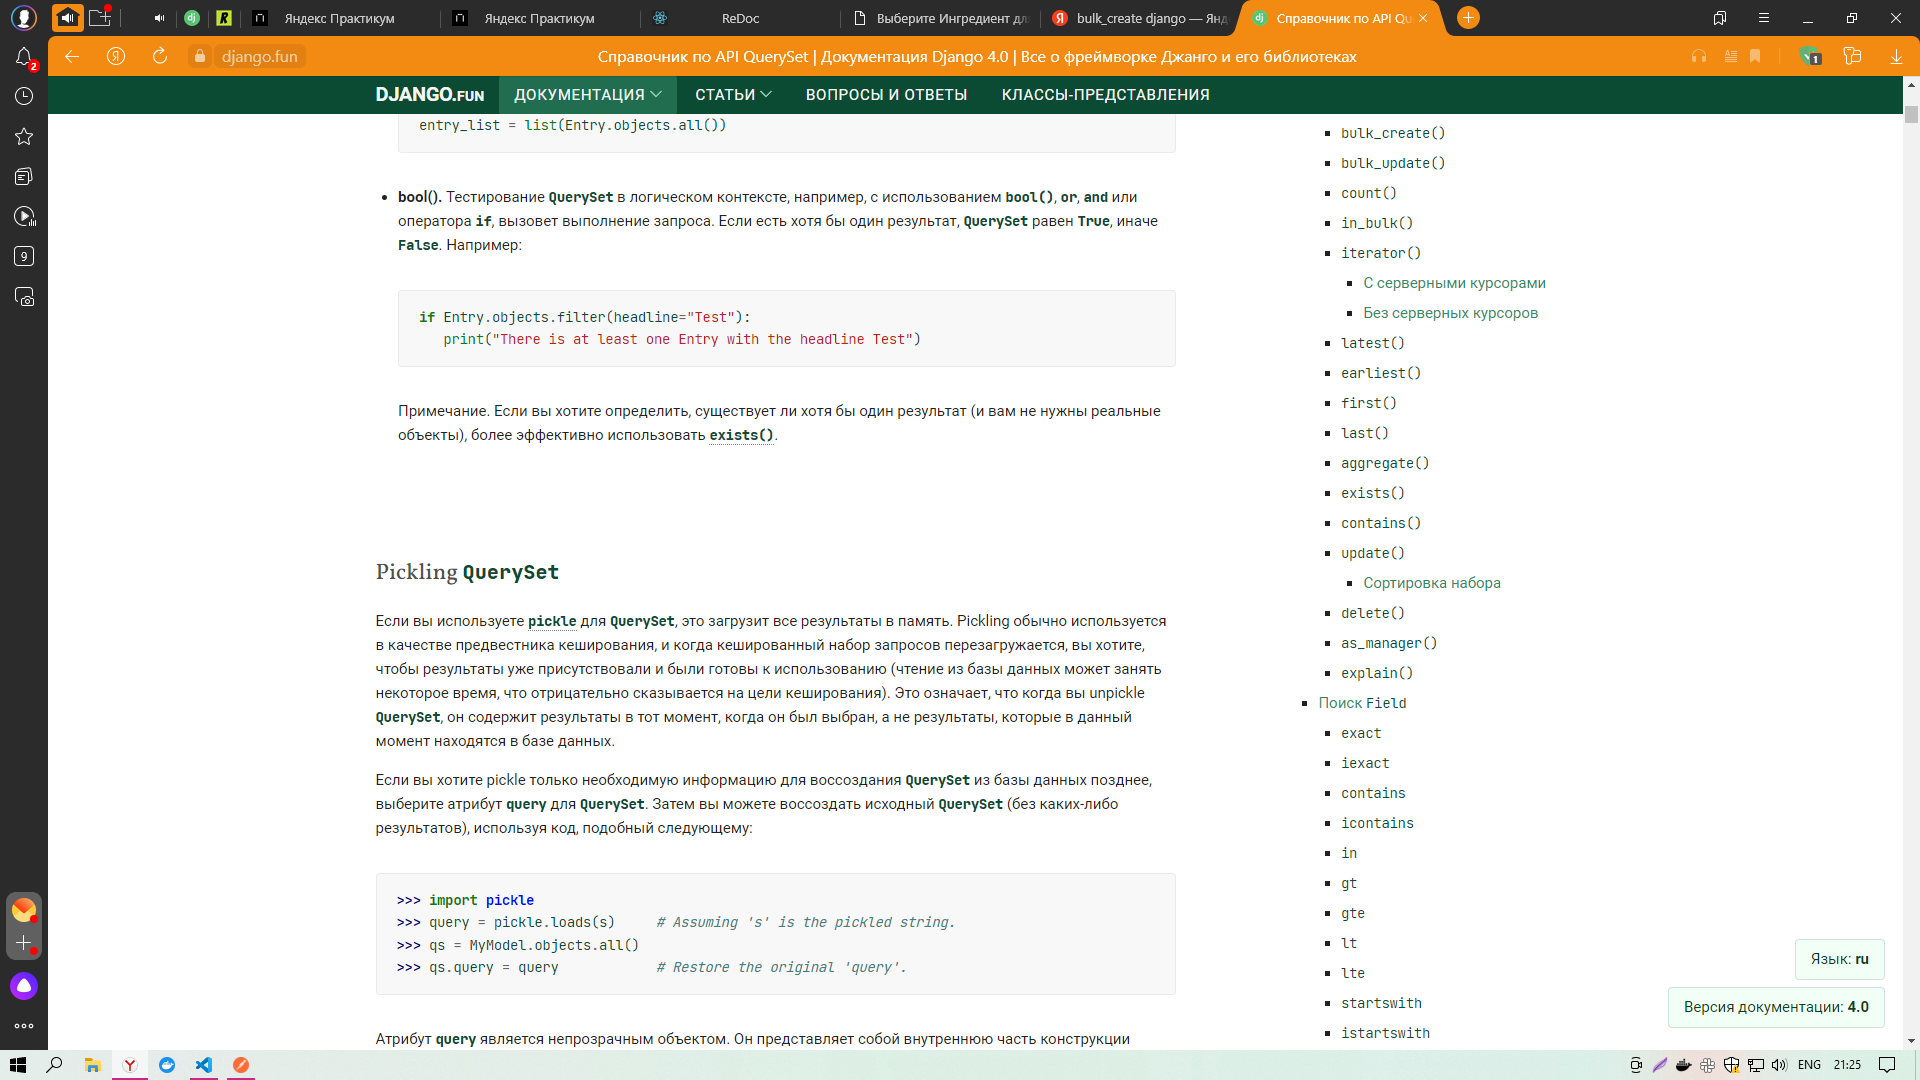 Яндекс Практикум
Яндекс Практикум
ReDoc
Выберите Ингредиент дл
bulk_create django — Янд
Справочник по API Qu
2
django.fun
Справочник по API QuerySet | Документация Django 4.0 | Все о фреймворке Джанго и его библиотеках
1
DJANGO.FUN ДОКУМЕНТАЦИЯ СТАТЬИ ВОПРОСЫ И ОТВЕТЫ КЛАССЫ-ПРЕДСТАВЛЕНИЯ
9
entry_list = list(Entry.objects.all())
bool(). Тестирование QuerySet в логическом контексте, например, с использованием bool(), or, and или
оператора if, вызовет выполнение запроса. Если есть хотя бы один результат, QuerySet равен True, иначе
False. Например:
if Entry.objects.filter(headline="Test"):
print("There is at least one Entry with the headline Test")
Примечание. Если вы хотите определить, существует ли хотя бы один результат (и вам не нужны реальные
объекты), более эффективно использовать exists().
Pickling QuerySet
Если вы используете pickle для QuerySet, это загрузит все результаты в память. Pickling обычно используется
в качестве предвестника кеширования, и когда кешированный набор запросов перезагружается, вы хотите,
чтобы результаты уже присутствовали и были готовы к использованию (чтение из базы данных может занять
некоторое время, что отрицательно сказывается на цели кеширования). Это означает, что когда вы unpickle
QuerySet, он содержит результаты в тот момент, когда он был выбран, а не результаты, которые в данный
момент находятся в базе данных.
Если вы хотите pickle только необходимую информацию для воссоздания QuerySet из базы данных позднее,
выберите атрибут query для QuerySet. Затем вы можете воссоздать исходный QuerySet (без каких-либо
результатов), используя код, подобный следующему:
>>> import pickle
>>> query = pickle.loads(s)     # Assuming 's' is the pickled string.
>>> qs = MyModel.objects.all()
>>> qs.query = query            # Restore the original 'query'.
Атрибут query является непрозрачным объектом. Он представляет собой внутреннюю часть конструкции
bulk_create()
bulk_update()
count()
in_bulk()
iterator()
С серверными курсорами
Без серверных курсоров
latest()
earliest()
first()
last()
aggregate()
exists()
contains()
update()
Сортировка набора
delete()
as_manager()
explain()
Поиск Field
exact
iexact
contains
icontains
in
gt
gte
lt
lte
startswith
istartswith
Язык: ru
Версия документации: 4.0
ENG 21:25